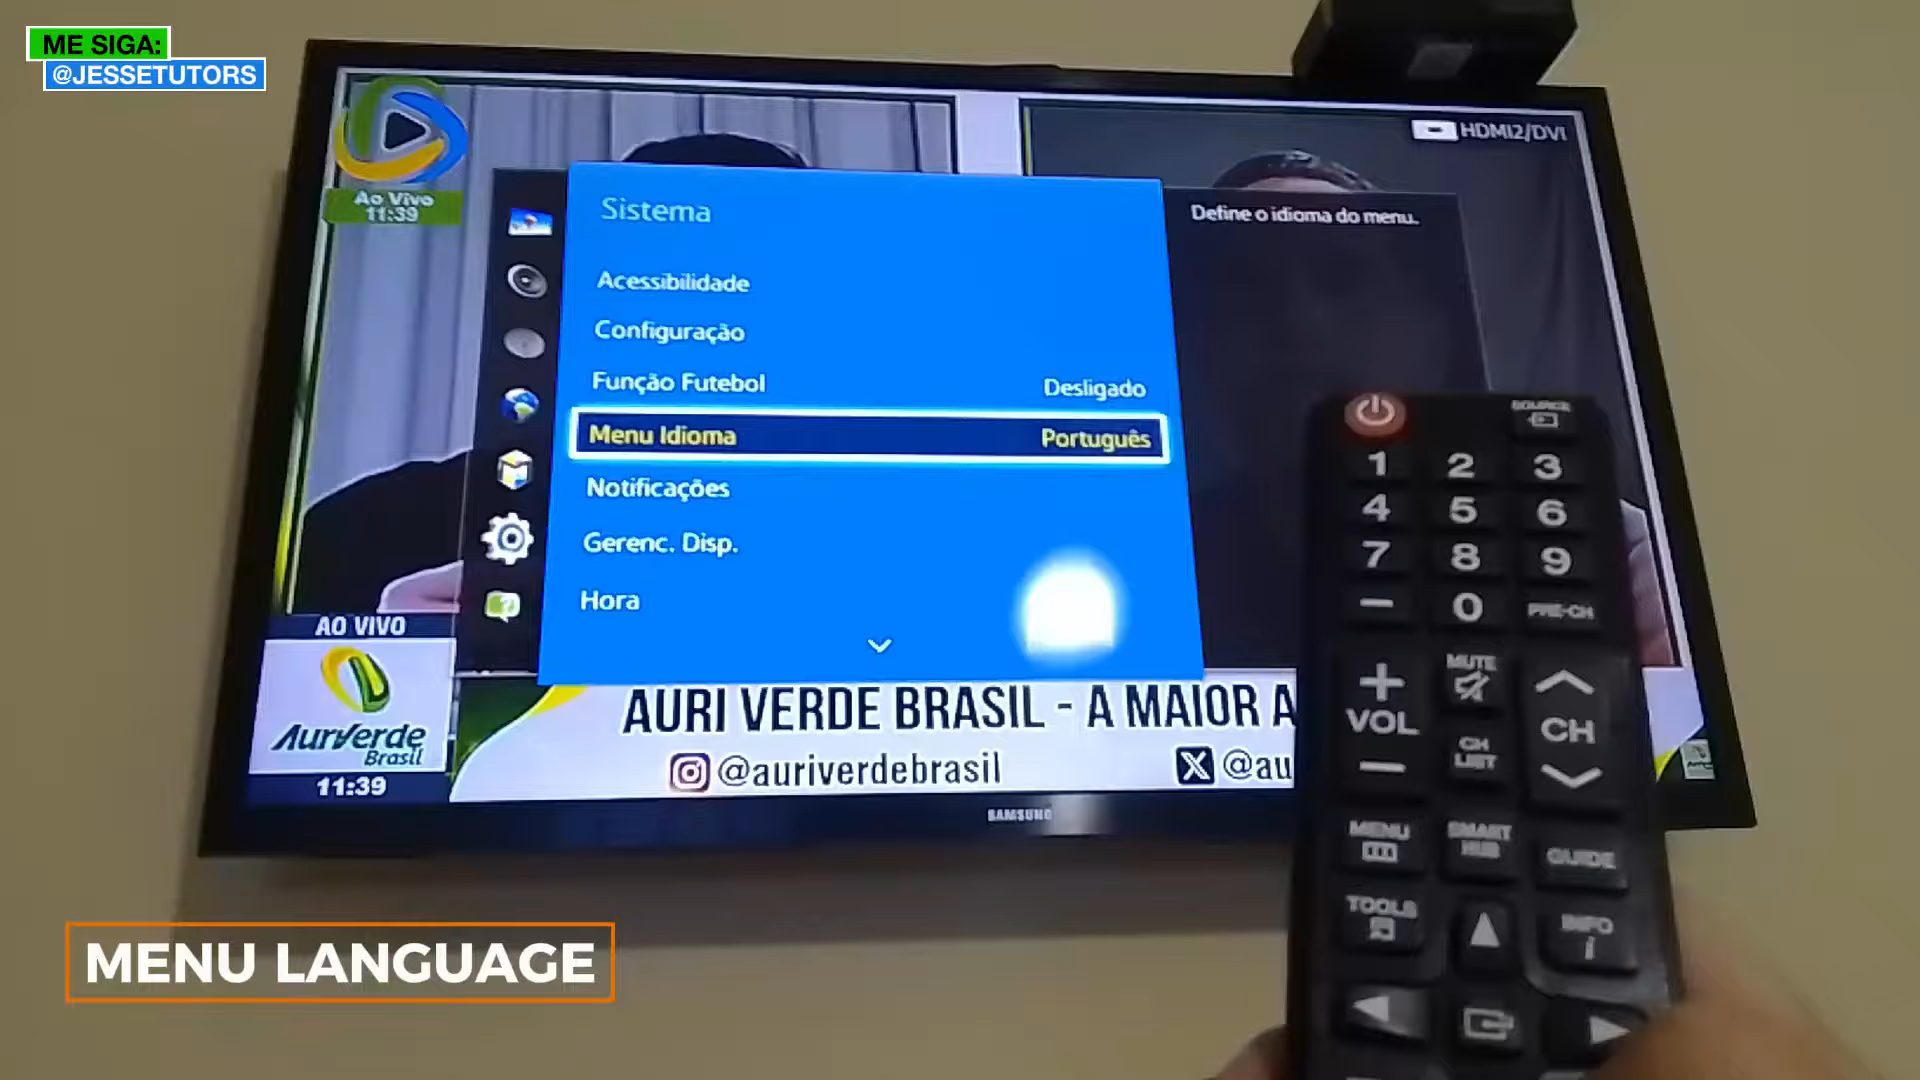 ME SIGA:
@JESSETUTORS
Ao Vivo
11:39
HDMI2/DVI
Sistema
Define o idioma do menu.
Acessibilidade
Configuração
Função Futebol Desligado
Menu Idioma Português
Notificações
Gerenc. Disp.
Hora
AO VIVO
AuriVerde
Brasil
11:39
AURI VERDE BRASIL - A MAIOR A
@auriverdebrasil
@au
SAMSUNG
SOURCE
1 2 3
4 5 6
7 8 9
0 PRE-CH
MUTE
VOL
CH
CH LIST
MENU
SMART HUB
GUIDE
TOOLS
INFO
MENU LANGUAGE